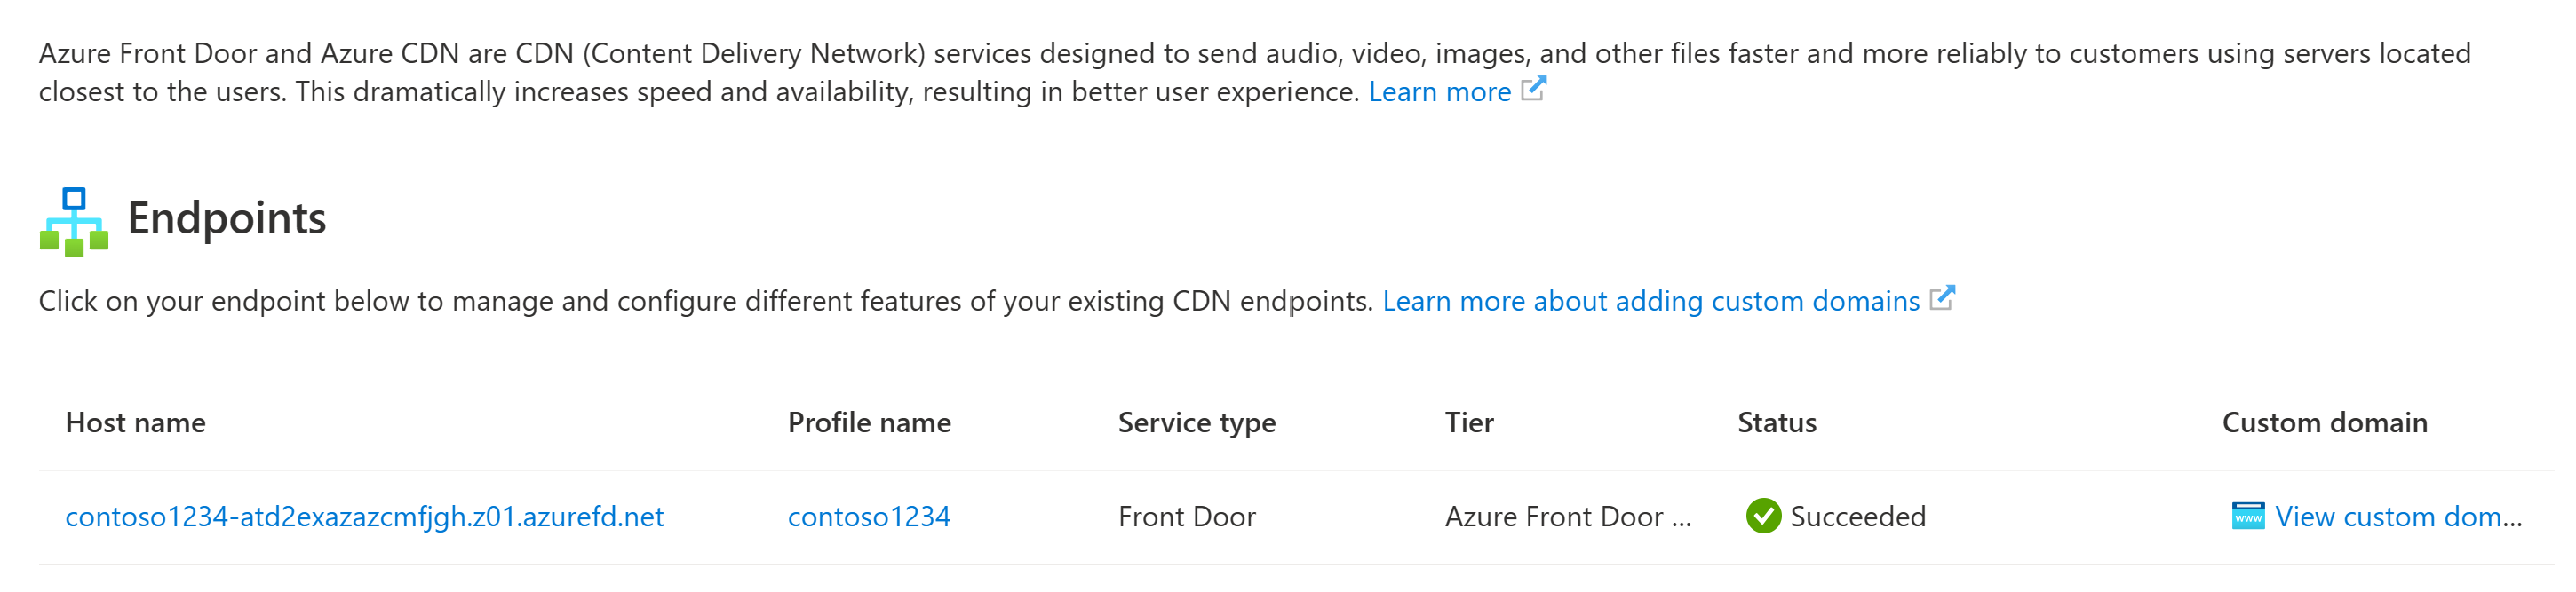 Azure Front Door and Azure CDN are CDN (Content Delivery Network) services designed to send audio, video, images, and other files faster and more reliably to customers using servers located
closest to the users. This dramatically increases speed and availability, resulting in better user experience. Learn more
Endpoints
Click on your endpoint below to manage and configure different features of your existing CDN endpoints. Learn more about adding custom domains
Host name Profile name Service type Tier Status Custom domain
contoso1234-atd2exazazcmfjgh.z01.azurefd.net contoso1234 Front Door Azure Front Door ... Succeeded www View custom dom...